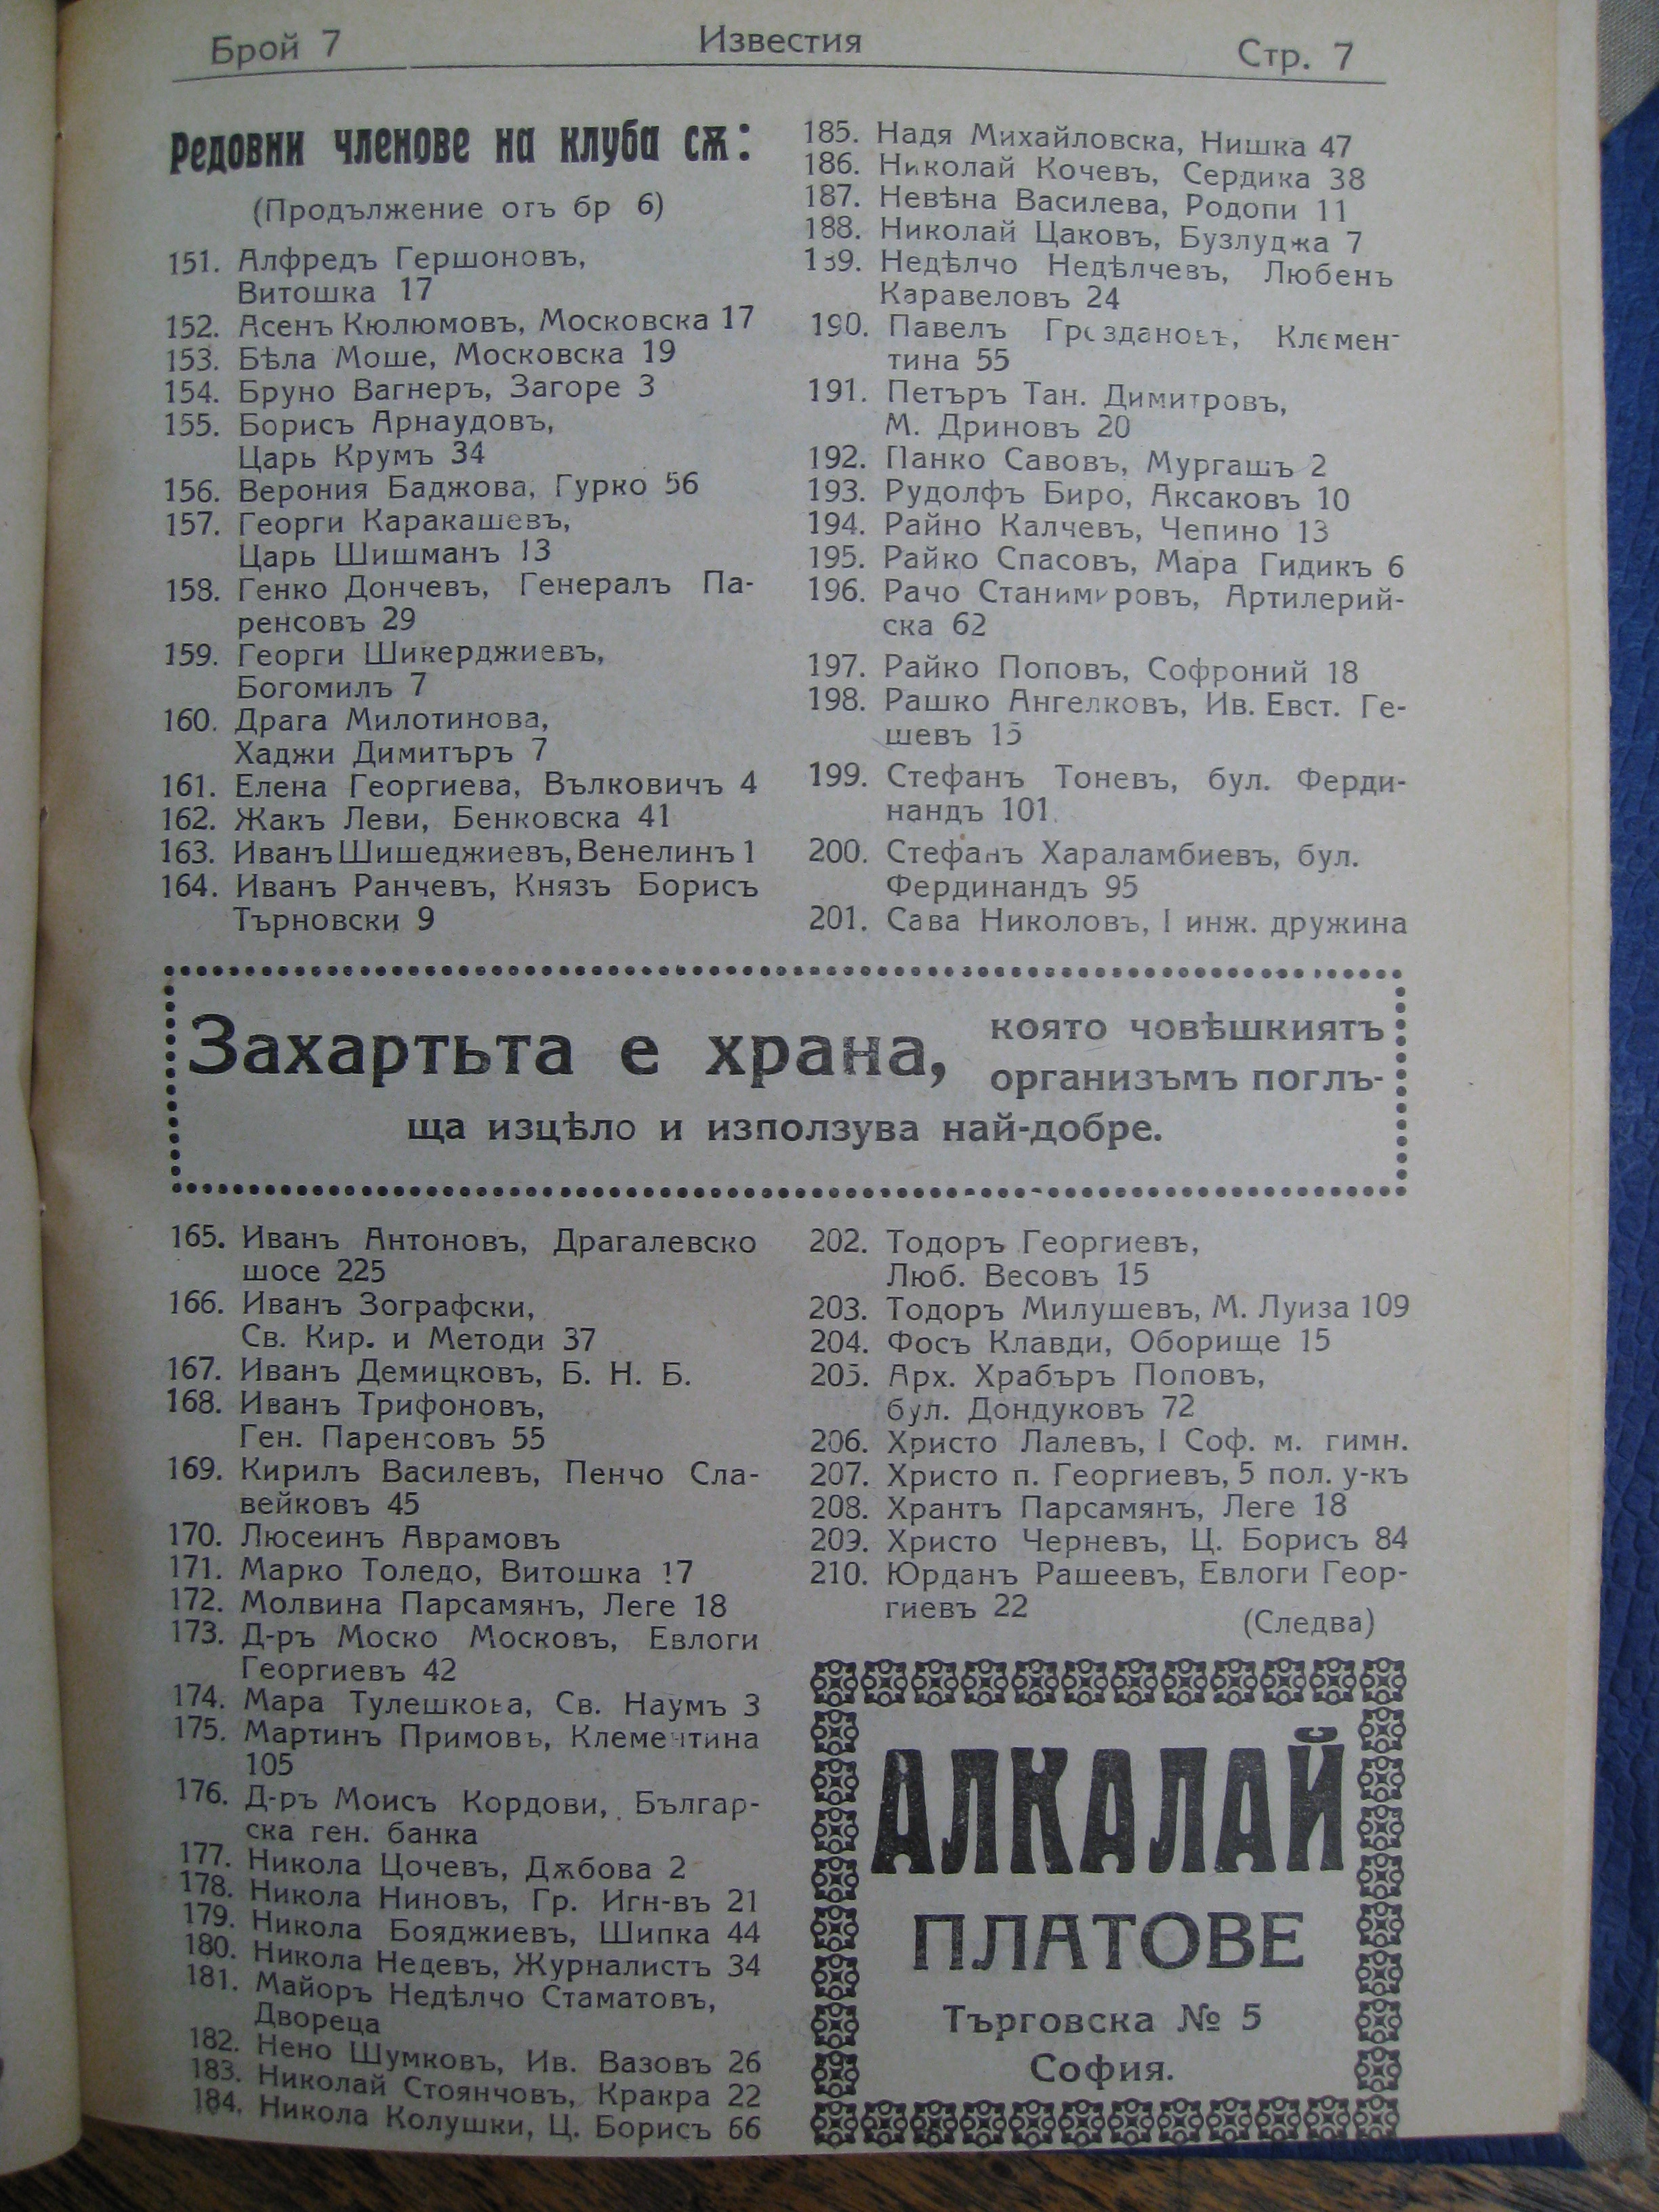 Брой 7
Известия
Стр. 7
Редовни членове на клуба сѫ:
(Продължение отъ бр 6)
151. Алфредъ Гершоновъ,
Витошка 17
152. Асенъ Кюлюмовъ, Московска 17
153. Бѣла Моше, Московска 19
154. Бруно Вагнеръ, Загоре 3
155. Борисъ Арнаудовъ,
Царь Крумъ 34
156. Верония Баджова, Гурко 56
157. Георги Каракашевъ,
Царь Шишманъ 13
158. Генко Дончевъ, Генералъ Па-
ренсовъ 29
159. Георги Шикерджиевъ,
Богомилъ 7
160. Драга Милотинова,
Хаджи Димитъръ 7
161. Елена Георгиева, Вълковичъ 4
162. Жакъ Леви, Бенковска 41
163. Иванъ Шишеджиевъ, Венелинъ 1
164. Иванъ Ранчевъ, Князъ Борисъ
Търновски 9
185. Надя Михайловска, Нишка 47
186. Николай Кочевъ, Сердика 38
187. Невѣна Василева, Родопи 11
188. Николай Цаковъ, Бузлуджа 7
189. Недѣлчо Недѣлчевъ, Любенъ
Каравеловъ 24
190. Павелъ Грозدановъ, Клемен-
тина 55
191. Петъръ Тан. Димитровъ,
М. Дриновъ 20
192. Панко Савовъ, Мургашъ 2
193. Рудолфъ Биро, Аксаковъ 10
194. Райно Калчевъ, Чепино 13
195. Райко Спасовъ, Мара Гидикъ 6
196. Рачо Станимировъ, Артилерий-
ска 62
197. Райко Поповъ, Софроний 18
198. Рашко Ангелковъ, Ив. Евст. Ге-
шевъ 15
199. Стефанъ Тоневъ, бул. Ферди-
нандъ 101.
200. Стефанъ Хараламбиевъ, бул.
Фердинандъ 95
201. Сава Николовъ, I инж. дружина
Захартьта е храна,
която човѣшкиятъ
организъмъ поглъ-
ща изцѣло и използува най-добре.
165. Иванъ Антоновъ, Драгалевско
шосе 225
166. Иванъ Зографски,
Св. Кир. и Методи 37
167. Иванъ Демицковъ, Б. Н. Б.
168. Иванъ Трифоновъ,
Ген. Паренсовъ 55
169. Кирилъ Василевъ, Пенчо Сла-
вейковъ 45
170. Люсеинъ Аврамовъ
171. Марко Толедо, Витошка 17
172. Молвина Парсамянъ, Леге 18
173. Д-ръ Моско Московъ, Евлоги
Георгиевъ 42
174. Мара Тулешкова, Св. Наумъ 3
175. Мартинъ Примовъ, Клементина
105
176. Д-ръ Моисъ Кордови, Българ-
ска ген. банка
177. Никола Цочевъ, Дѫбова 2
178. Никола Ниновъ, Гр. Игн-въ 21
179. Никола Бояджиевъ, Шипка 44
180. Никола Недевъ, Журналистъ 34
181. Майоръ Недѣлчо Стаматовъ,
Двореца
182. Нено Шумковъ, Ив. Вазовъ 26
183. Николай Стоянчовъ, Кракра 22
184. Никола Колушки, Ц. Борисъ 66
202. Тодоръ Георгиевъ,
Люб. Весовъ 15
203. Тодоръ Милушевъ, М. Луиза 109
204. Фосъ Клавди, Оборище 15
205. Арх. Храбъръ Поповъ,
бул. Дондуковъ 72
206. Христо Лалевъ, I Соф. м. гимн.
207. Христо п. Георгиевъ, 5 пол. у-къ
208. Хрантъ Парсамянъ, Леге 18
209. Христо Черневъ, Ц. Борисъ 84
210. Юрданъ Рашеевъ, Евлоги Геор-
гиевъ 22
(Следва)
АЛКАЛАЙ
ПЛАТОВЕ
Търговска № 5
София.